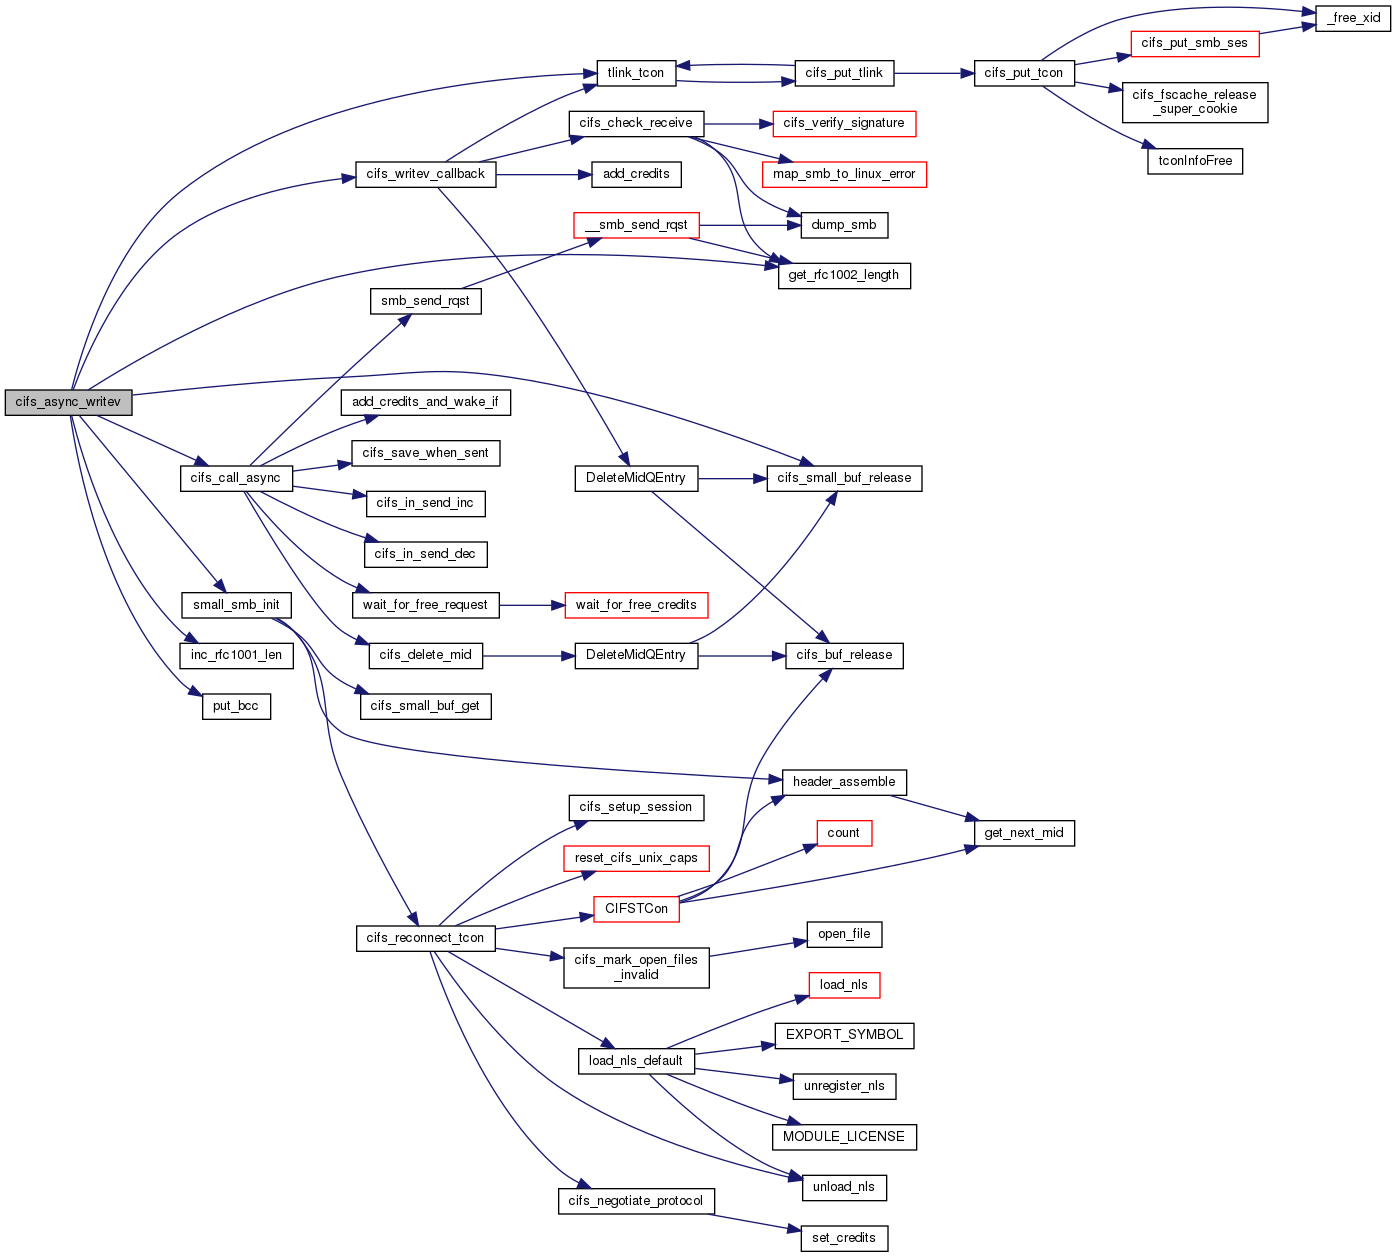 _free_xid
cifs_put_smb_ses
tlink_tcon
cifs_put_tlink
cifs_put_tcon
cifs_fscache_release
_super_cookie
cifs_check_receive
cifs_verify_signature
tconInfoFree
cifs_writev_callback
add_credits
map_smb_to_linux_error
__smb_send_rqst
dump_smb
get_rfc1002_length
smb_send_rqst
cifs_async_writev
add_credits_and_wake_if
cifs_save_when_sent
cifs_call_async
DeleteMidQEntry
cifs_small_buf_release
cifs_in_send_inc
cifs_in_send_dec
small_smb_init
wait_for_free_request
wait_for_free_credits
inc_rfc1001_len
cifs_delete_mid
DeleteMidQEntry
cifs_buf_release
put_bcc
cifs_small_buf_get
header_assemble
cifs_setup_session
count
get_next_mid
reset_cifs_unix_caps
CIFSTCon
cifs_reconnect_tcon
open_file
cifs_mark_open_files
_invalid
load_nls
EXPORT_SYMBOL
load_nls_default
unregister_nls
MODULE_LICENSE
unload_nls
cifs_negotiate_protocol
set_credits